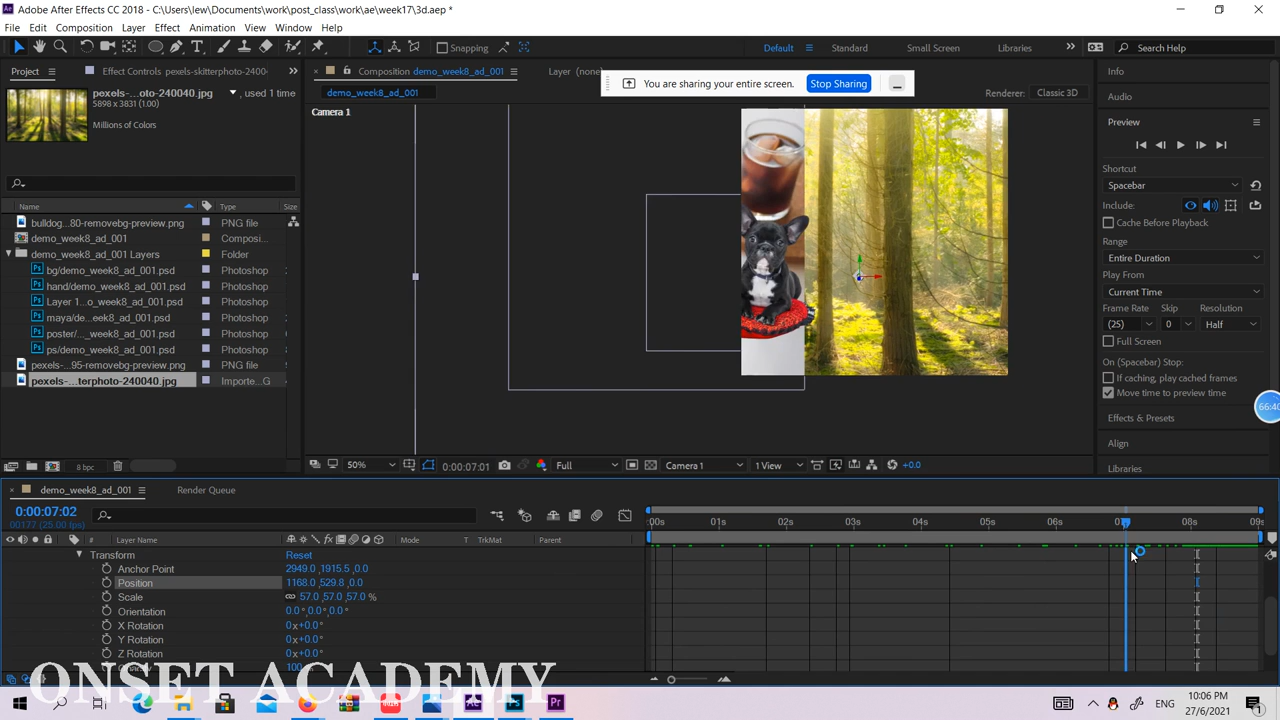 Adobe After Effects CC 2018 - C:\Users\lew\Documents\work\post_class\work\ae\week17\3d.aep *
File Edit Composition Layer Effect Animation View Window Help
Snapping Default Standard Small Screen Libraries Search Help
Project Effect Controls pexels-skitterphoto-2400 Composition demo_week8_ad_001 Layer (none) Info
You are sharing your entire screen. Stop Sharing
demo_week8_ad_001 Renderer: Classic 3D
5898 x 3831 (1.00)
Millions of Colors
Camera 1
Audio
Preview
Shortcut
Spacebar
Include:
Cache Before Playback
Range
Entire Duration
Play From
Current Time
Frame Rate Skip Resolution
(25) 0 Half
Full Screen
On (Spacebar) Stop:
If caching, play cached frames
Move time to preview time
66:40
Effects & Presets
Align
Libraries
Name Type Size
bulldog...80-removebg-preview.png PNG file
demo_week8_ad_001 Composi...
demo_week8_ad_001 Layers Folder
bg/demo_week8_ad_001.psd Photoshop
hand/demo_week8_ad_001.psd Photoshop
Layer 1...o_week8_ad_001.psd Photoshop
maya/de...eek8_ad_001.psd Photoshop
poster/...emo_week8_ad_001.psd Photoshop
ps/demo_week8_ad_001.psd Photoshop
pexels-...95-removebg-preview.png PNG file
pexels-...terphoto-240040.jpg Importe...G
8 bpc
50% 0:00:07:01 Full Camera 1 1 View +0.0
demo_week8_ad_001 Render Queue
0:00:07:02
00177 (25.00 fps)
:00s 01s 02s 03s 04s 05s 06s 07s 08s 09s
# Layer Name Mode T TrkMat Parent
Transform Reset
Anchor Point 2949.0,1915.5,0.0
Position 1168.0,529.8,0.0
Scale 57.0,57.0,57.0 %
Orientation 0.0°,0.0°,0.0°
X Rotation 0x+0.0°
Y Rotation 0x+0.0°
Z Rotation 0x+0.0°
ONSET ACADEMY
ENG
10:06 PM
27/6/2021